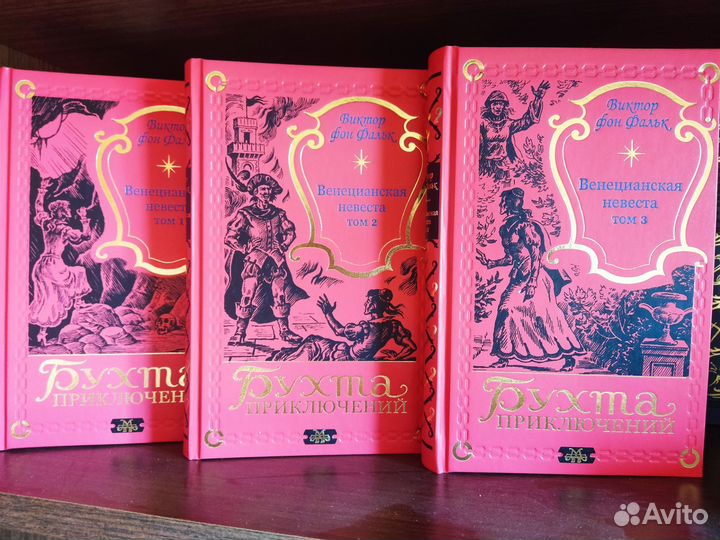 Виктор
фон Фальк
Венецианская
невеста
том 1
Бухта
ПРИКЛЮЧЕНИЙ
Виктор
фон Фальк
Венецианская
невеста
том 2
Бухта
ПРИКЛЮЧЕНИЙ
Виктор
фон Фальк
Венецианская
невеста
том 3
Бухта
ПРИКЛЮЧЕНИЙ
Avito